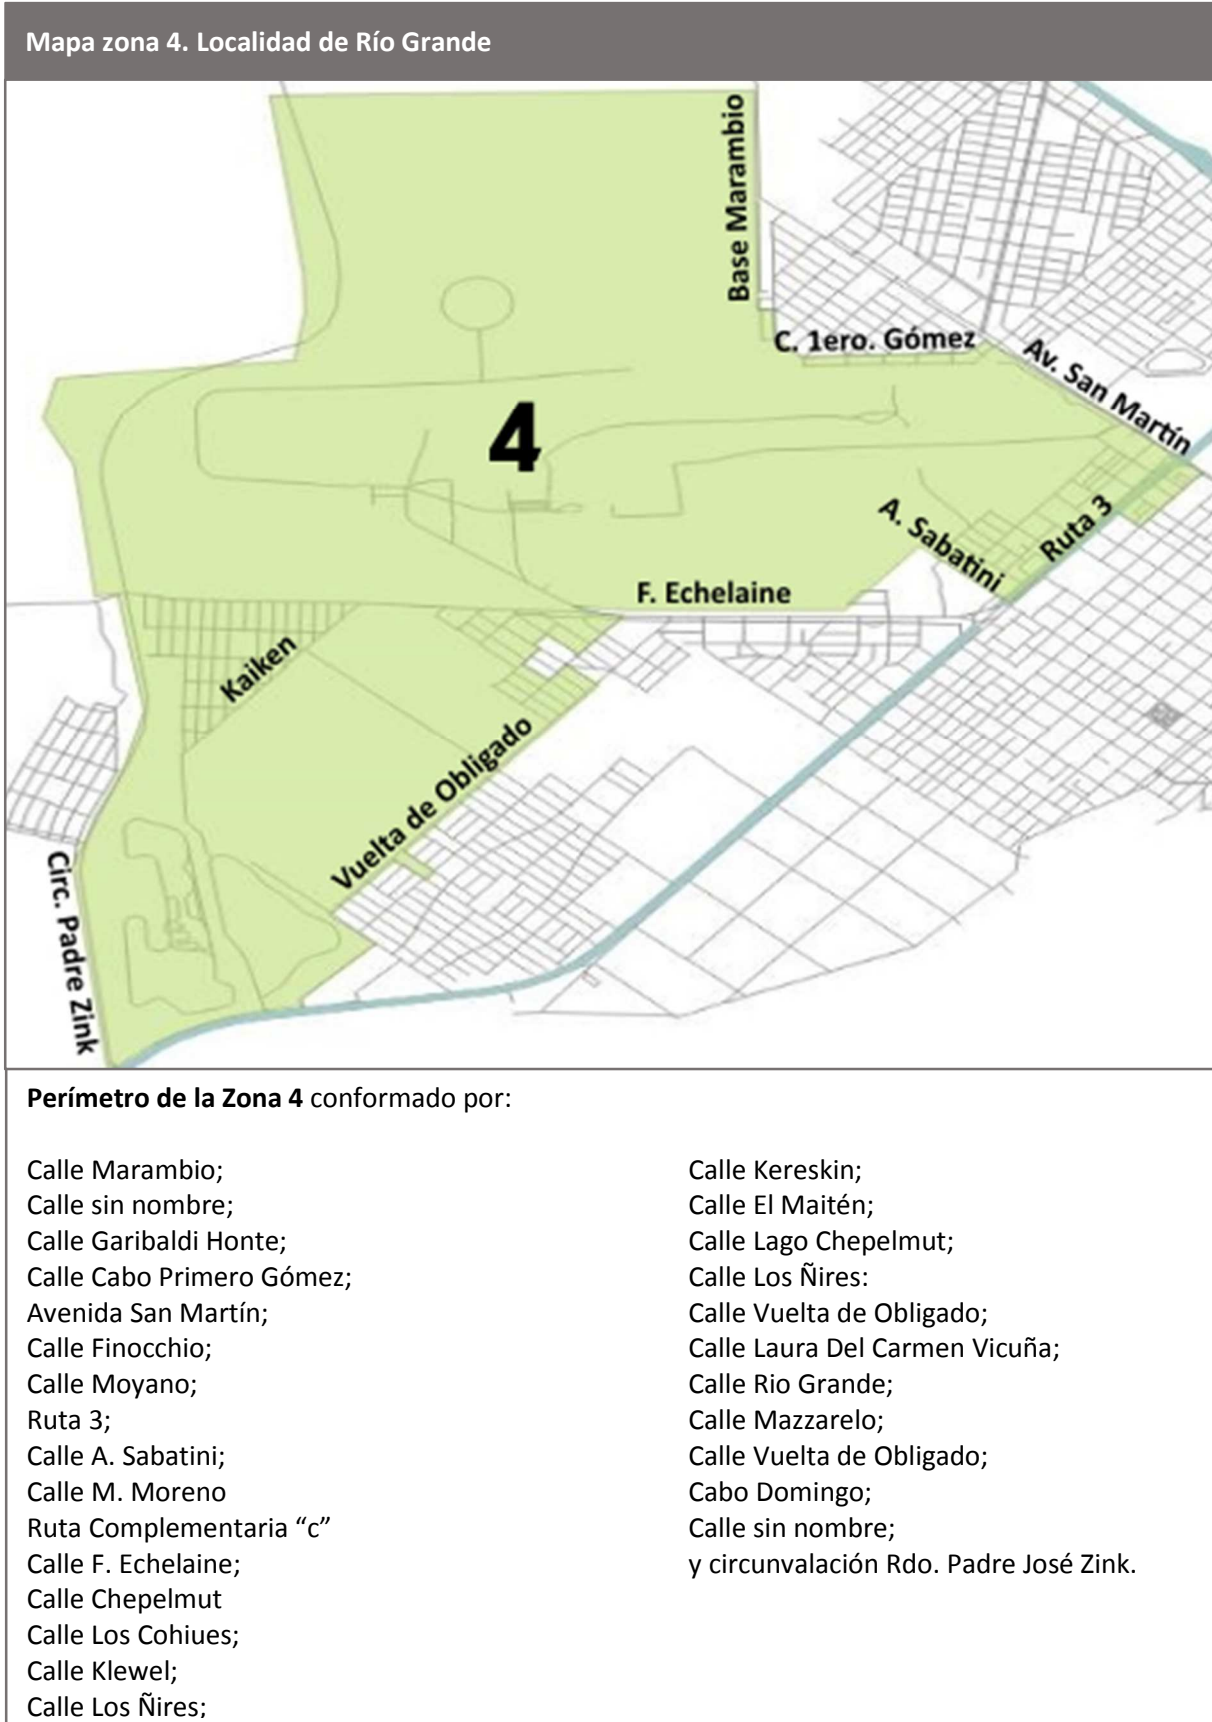 Mapa zona 4. Localidad de Río Grande
Base Marambio
C. 1ero. Gómez
Av. San Martín
4
A. Sabatini
Ruta 3
F. Echelaine
Kaiken
Vuelta de Obligado
Circ. Padre Zink
Perímetro de la Zona 4 conformado por:
Calle Marambio;
Calle sin nombre;
Calle Garibaldi Honte;
Calle Cabo Primero Gómez;
Avenida San Martín;
Calle Finocchio;
Calle Moyano;
Ruta 3;
Calle A. Sabatini;
Calle M. Moreno
Ruta Complementaria “c”
Calle F. Echelaine;
Calle Chepelmut
Calle Los Cohiues;
Calle Klewel;
Calle Los Ñires;
Calle Kereskin;
Calle El Maitén;
Calle Lago Chepelmut;
Calle Los Ñires:
Calle Vuelta de Obligado;
Calle Laura Del Carmen Vicuña;
Calle Rio Grande;
Calle Mazzarelo;
Calle Vuelta de Obligado;
Cabo Domingo;
Calle sin nombre;
y circunvalación Rdo. Padre José Zink.